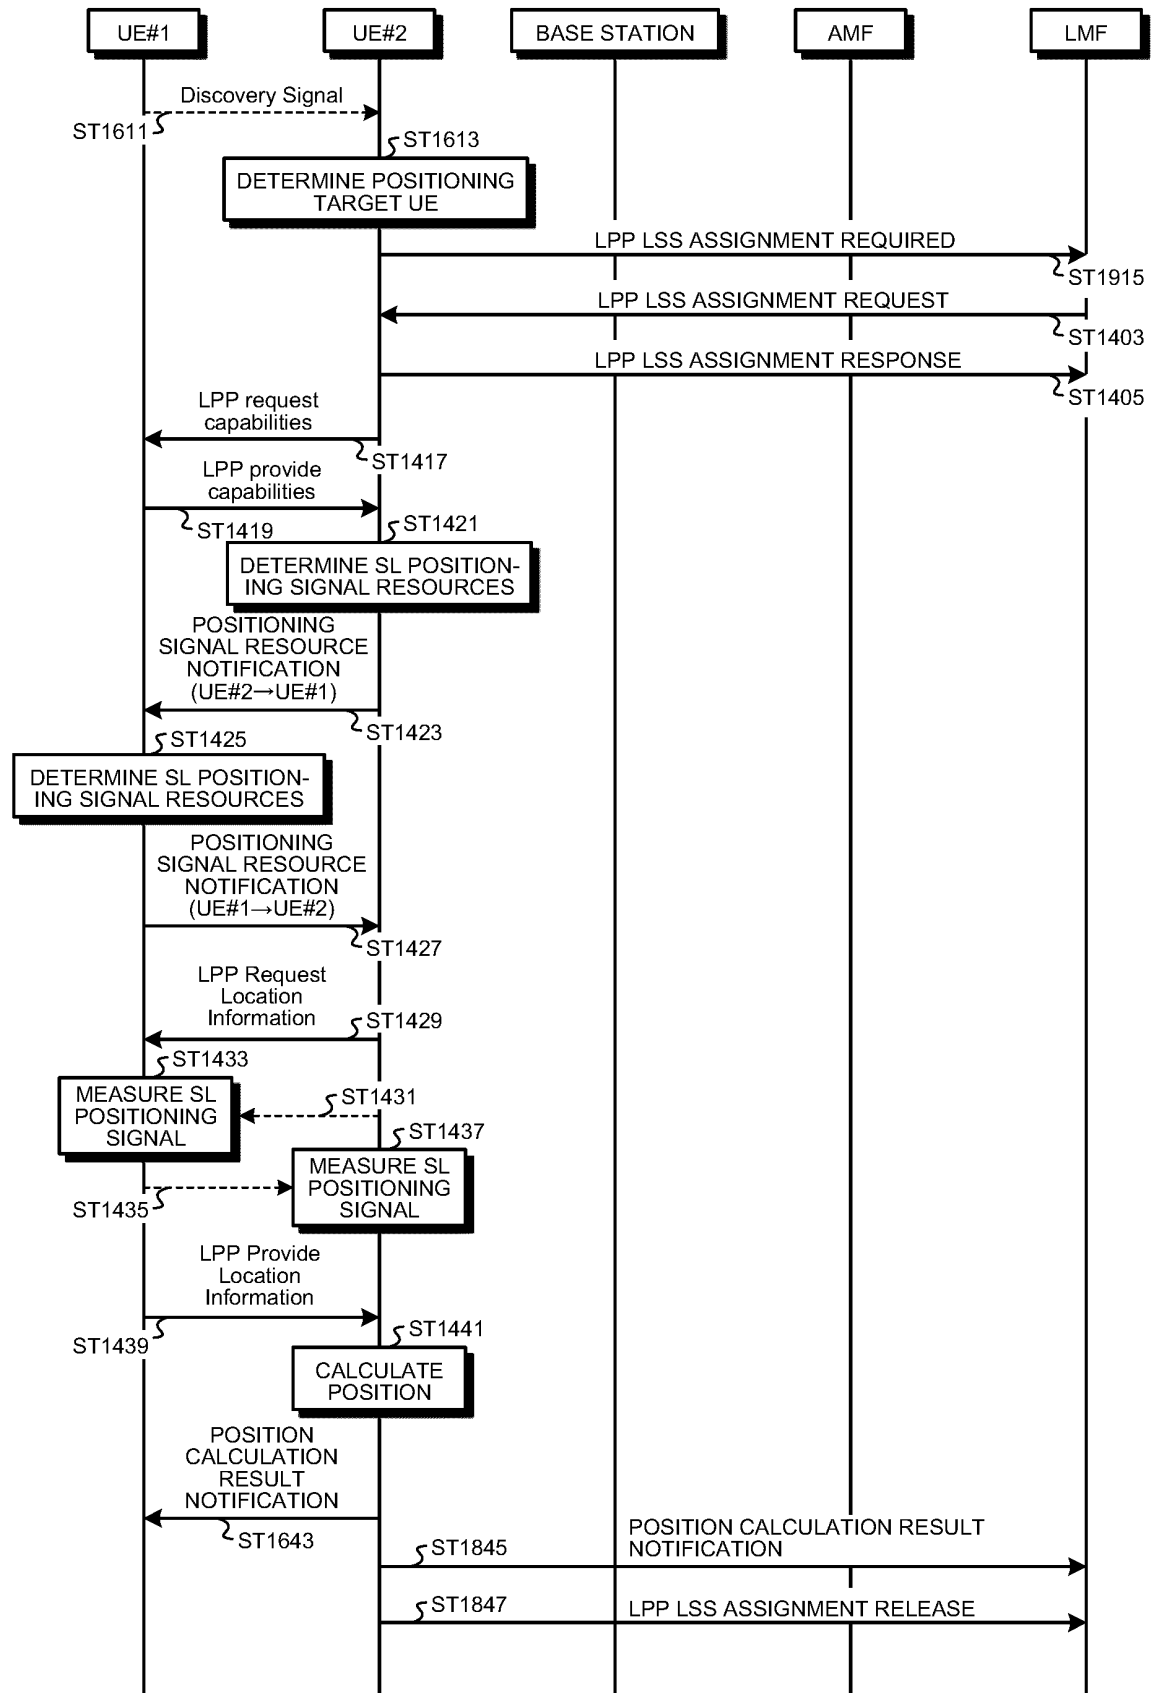 UE#1
UE#2
BASE STATION
AMF
LMF
Discovery Signal
ST1611
ST1613
DETERMINE POSITIONING
TARGET UE
LPP LSS ASSIGNMENT REQUIRED
ST1915
LPP LSS ASSIGNMENT REQUEST
ST1403
LPP LSS ASSIGNMENT RESPONSE
ST1405
LPP request
capabilities
ST1417
LPP provide
capabilities
ST1419
ST1421
DETERMINE SL POSITION-
ING SIGNAL RESOURCES
POSITIONING
SIGNAL RESOURCE
NOTIFICATION
(UE#2→UE#1)
ST1423
ST1425
DETERMINE SL POSITION-
ING SIGNAL RESOURCES
POSITIONING
SIGNAL RESOURCE
NOTIFICATION
(UE#1→UE#2)
ST1427
LPP Request
Location
Information
ST1429
ST1433
MEASURE SL
POSITIONING
SIGNAL
ST1431
ST1437
MEASURE SL
POSITIONING
SIGNAL
ST1435
LPP Provide
Location
Information
ST1439
ST1441
CALCULATE
POSITION
POSITION
CALCULATION
RESULT
NOTIFICATION
ST1643
ST1845
POSITION CALCULATION RESULT
NOTIFICATION
ST1847
LPP LSS ASSIGNMENT RELEASE